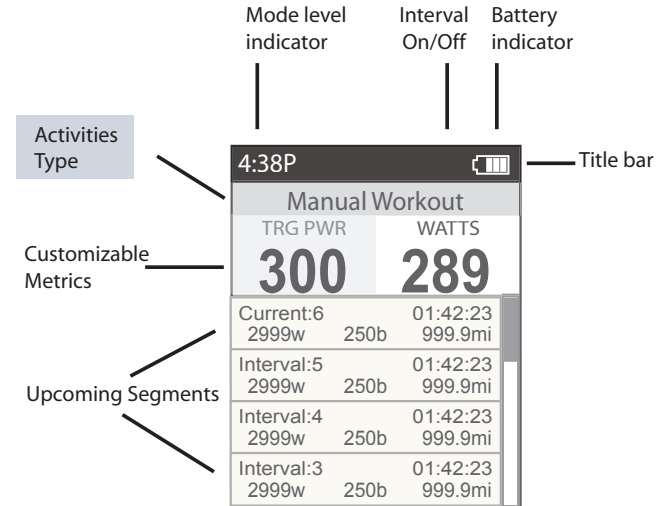 Mode level
indicator
Interval
On/Off
Battery
indicator
Activities
Type
4:38P
Title bar
Manual Workout
TRG PWR
WATTS
Customizable
Metrics
300
289
Current:6 01:42:23
2999w 250b 999.9mi
Upcoming Segments
Interval:5 01:42:23
2999w 250b 999.9mi
Interval:4 01:42:23
2999w 250b 999.9mi
Interval:3 01:42:23
2999w 250b 999.9mi